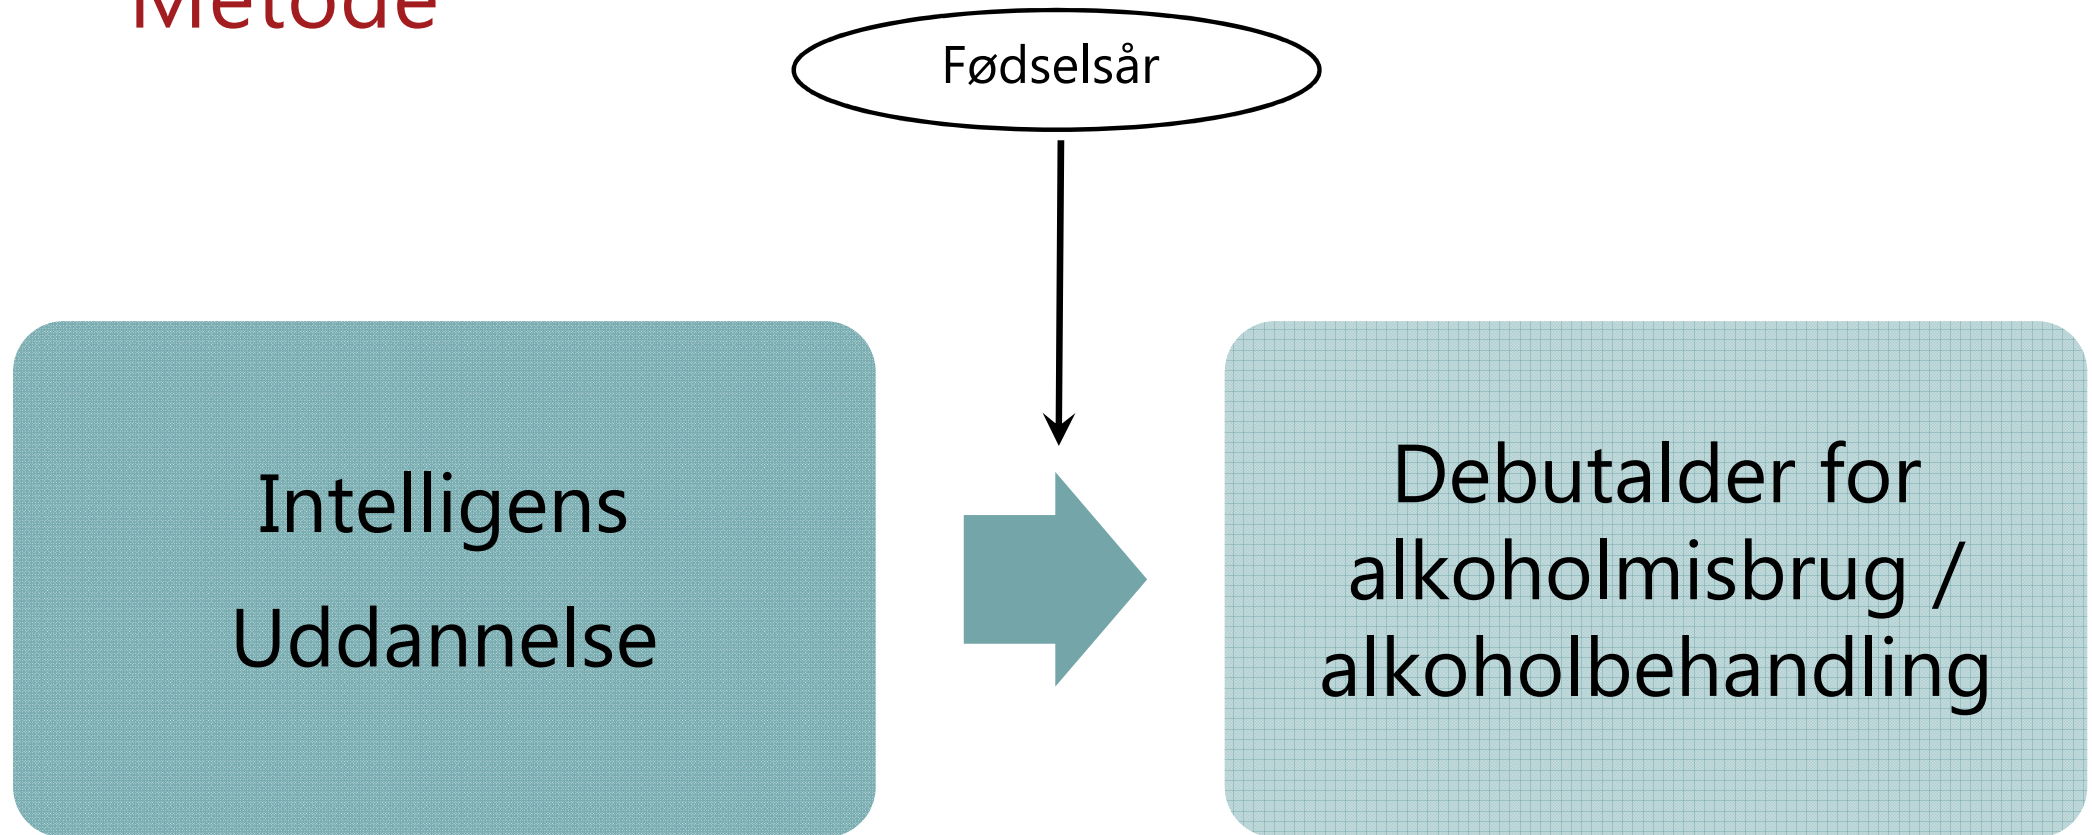 Metode
Fødselsår
Intelligens
Uddannelse
Debutalder for
alkoholmisbrug /
alkoholbehandling